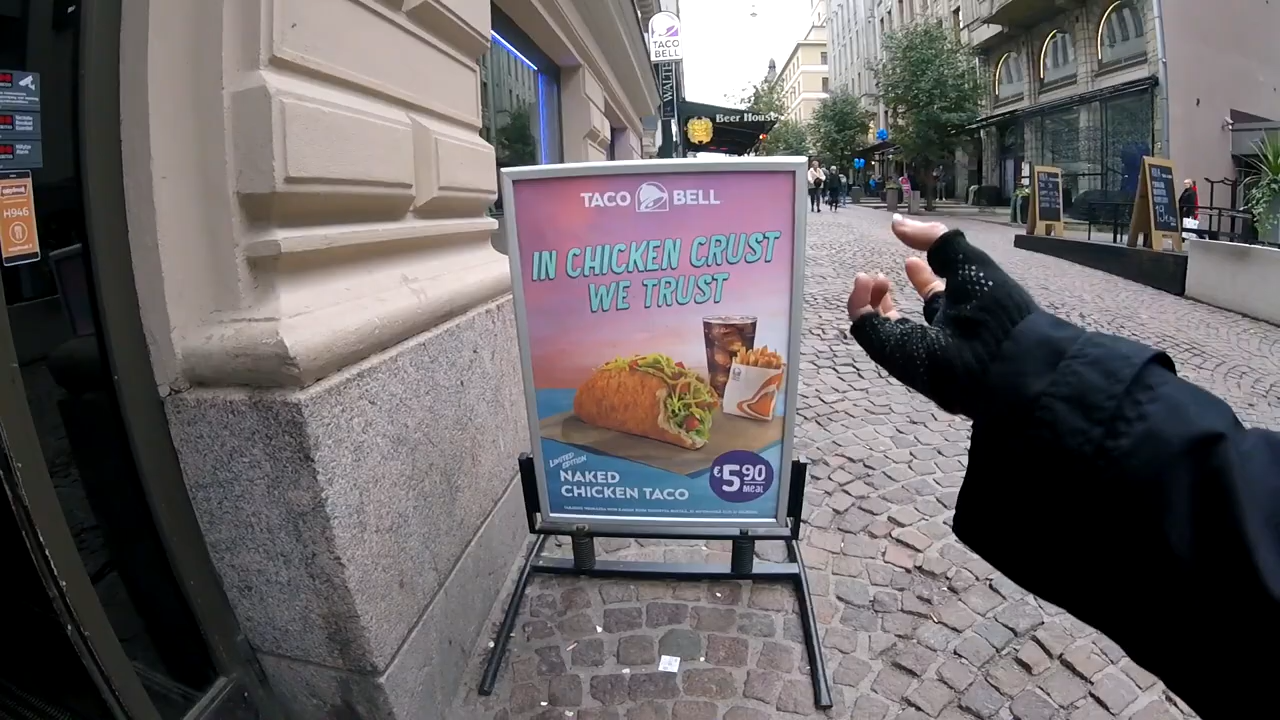 TACO
BELL
WALTE
Beer House
H946
TACO BELL
IN CHICKEN CRUST
WE TRUST
LIMITED
EDITION
NAKED
CHICKEN TACO
€5.90
MEAL